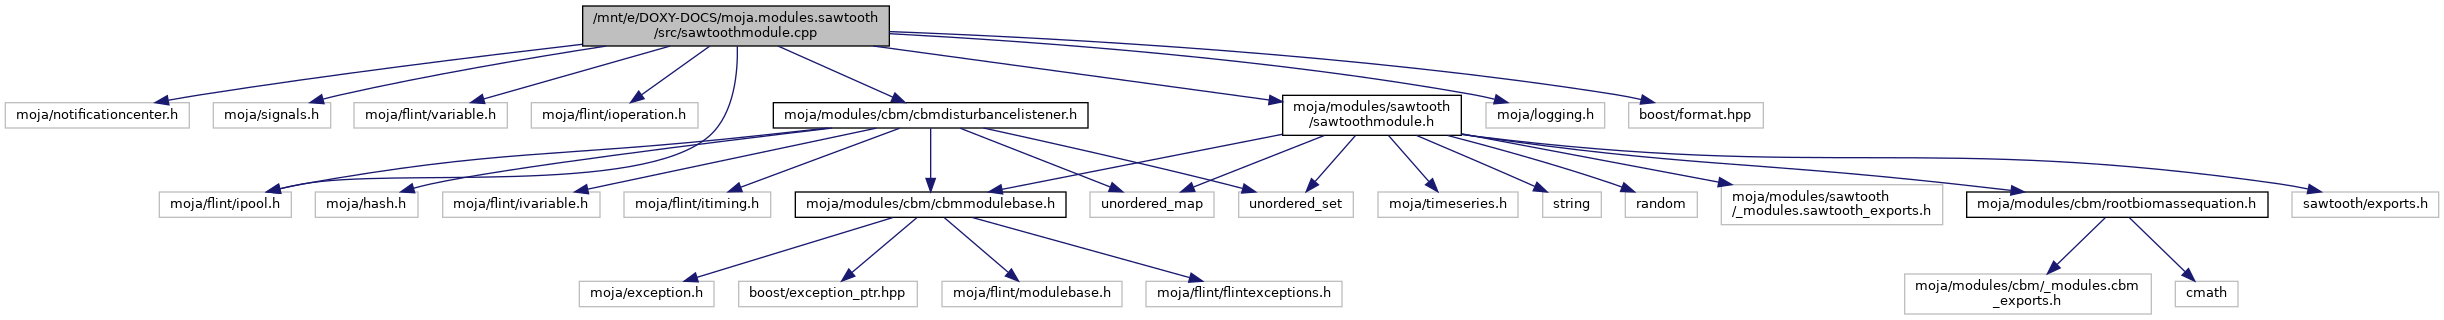 /mnt/e/DOXY-DOCS/moja.modules.sawtooth
/src/sawtoothmodule.cpp
moja/notificationcenter.h
moja/signals.h
moja/flint/variable.h
moja/flint/ioperation.h
moja/modules/cbm/cbmdisturbancelistener.h
moja/modules/sawtooth
/sawtoothmodule.h
moja/logging.h
boost/format.hpp
moja/flint/ipool.h
moja/hash.h
moja/flint/ivariable.h
moja/flint/itiming.h
moja/modules/cbm/cbmmodulebase.h
unordered_map
unordered_set
moja/timeseries.h
string
random
moja/modules/sawtooth
/_modules.sawtooth_exports.h
moja/modules/cbm/rootbiomassequation.h
sawtooth/exports.h
moja/exception.h
boost/exception_ptr.hpp
moja/flint/modulebase.h
moja/flint/flintexceptions.h
moja/modules/cbm/_modules.cbm
_exports.h
cmath